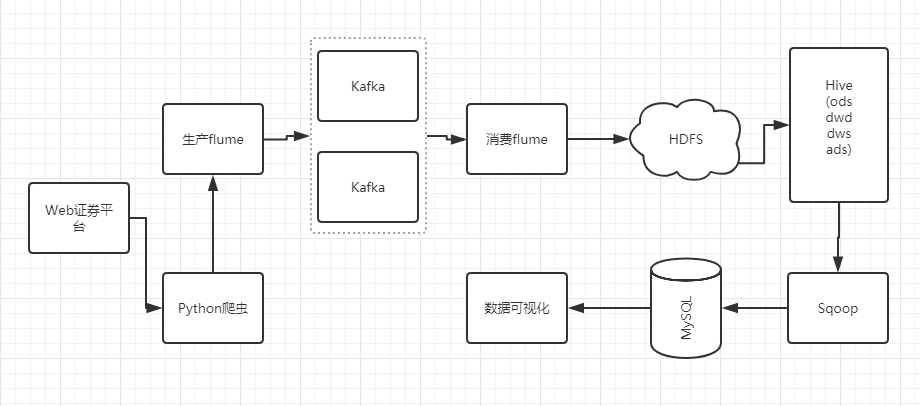 Web证券平
台
Python爬虫
生产flume
Kafka
Kafka
消费flume
HDFS
Hive
(ods
dwd
dws
ads)
Sqoop
MySQL
数据可视化